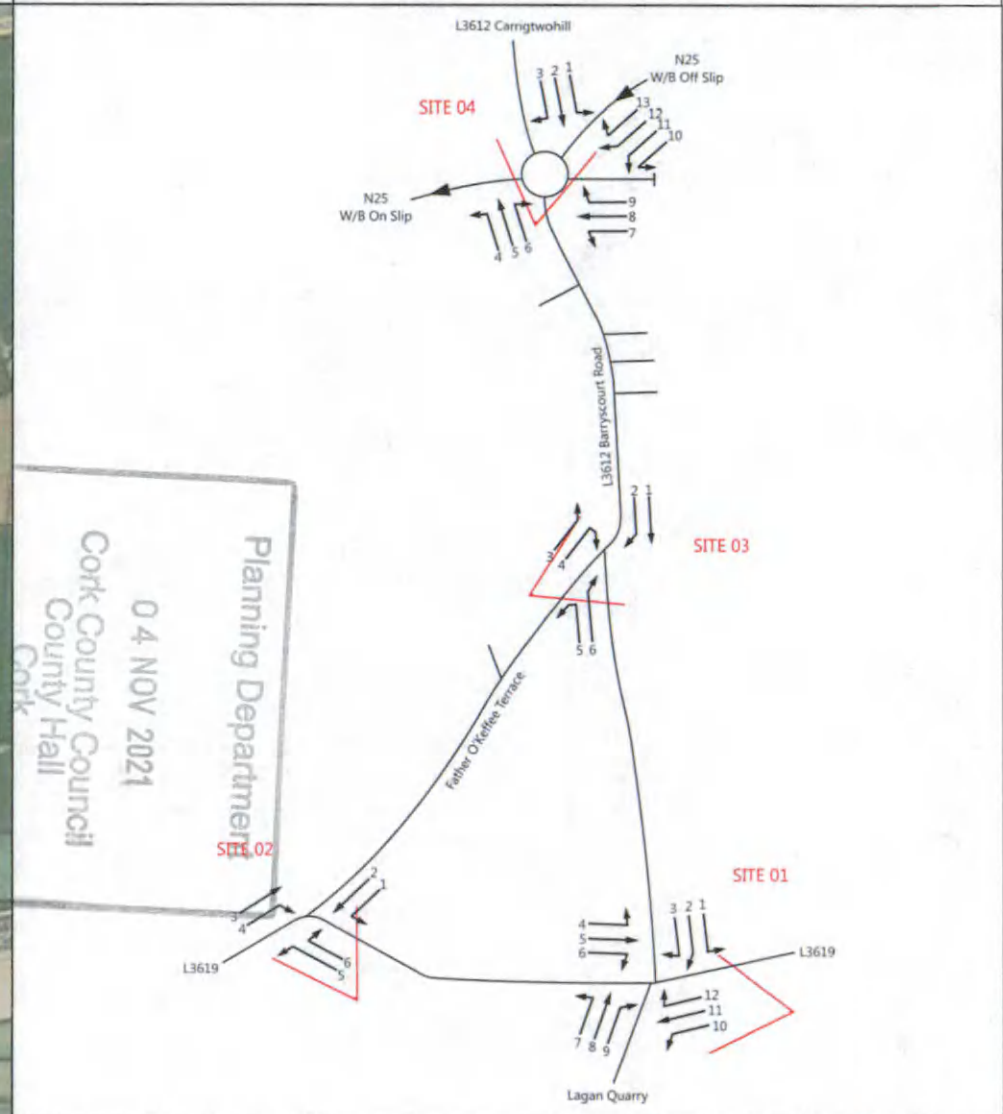 L3612 Carrigtwohill
N25
W/B Off Slip
SITE 04
3 2 1
13
12
11
10
N25
W/B On Slip
9
8
7
4 5 6
L3612 Barryscourt Road
2 1
SITE 03
3
4
5 6
Father O'Keffee Terrace
Planning Department
04 NOV 2021
Cork County Council
County Hall
Cork
SITE 02
2
1
3
4
6
5
L3619
SITE 01
4
5
6
3 2 1
L3619
12
11
10
7 8 9
Lagan Quarry